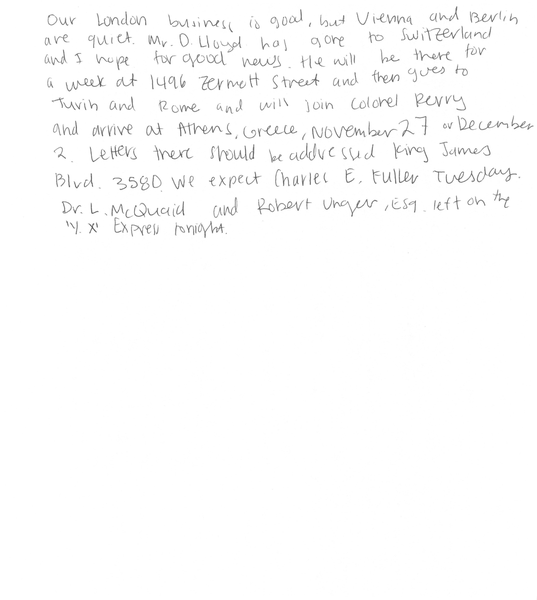 Our London business is good, but Vienna and Berlin
are quiet. Mr. D. Lloyd has gone to Switzerland
and I hope for good news. He will be there for
a week at 1496 Zermott Street and then goes to
Turin and Rome and will join Colonel Perry
and arrive at Athens, Greece, November 27 or December
2. Letters there should be addressed King James
Blvd. 3580. We expect Charles E. Fuller Tuesday.
Dr. L. McQuaid and Robert Unger, Esq. left on the
'Y. X' Express tonight.